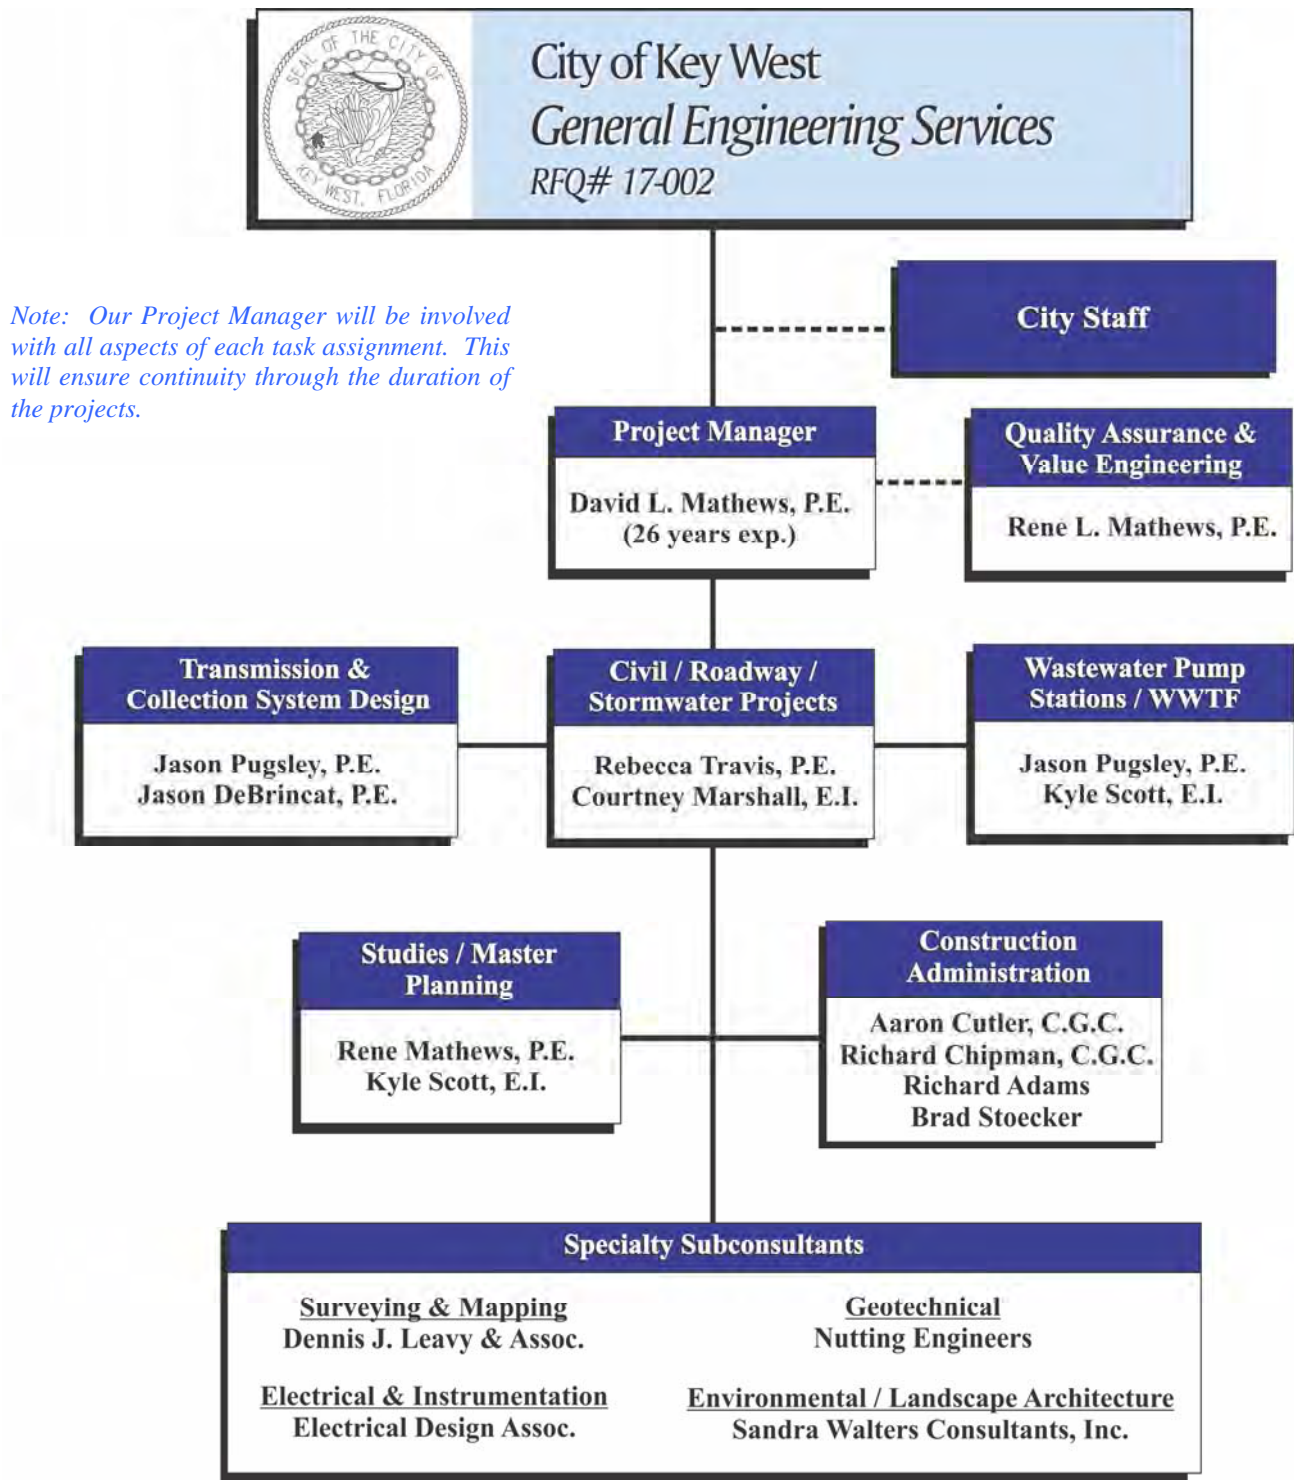 SEAL OF THE CITY OF
KEY WEST, FLORIDA
City of Key West
General Engineering Services
RFQ# 17-002
City Staff
Note: Our Project Manager will be involved
with all aspects of each task assignment. This
will ensure continuity through the duration of
the projects.
Project Manager
David L. Mathews, P.E.
(26 years exp.)
Quality Assurance &
Value Engineering
Rene L. Mathews, P.E.
Transmission &
Collection System Design
Jason Pugsley, P.E.
Jason DeBrincat, P.E.
Civil / Roadway /
Stormwater Projects
Rebecca Travis, P.E.
Courtney Marshall, E.I.
Wastewater Pump
Stations / WWTF
Jason Pugsley, P.E.
Kyle Scott, E.I.
Studies / Master
Planning
Rene Mathews, P.E.
Kyle Scott, E.I.
Construction
Administration
Aaron Cutler, C.G.C.
Richard Chipman, C.G.C.
Richard Adams
Brad Stoecker
Specialty Subconsultants
Surveying & Mapping
Dennis J. Leavy & Assoc.
Geotechnical
Nutting Engineers
Electrical & Instrumentation
Electrical Design Assoc.
Environmental / Landscape Architecture
Sandra Walters Consultants, Inc.